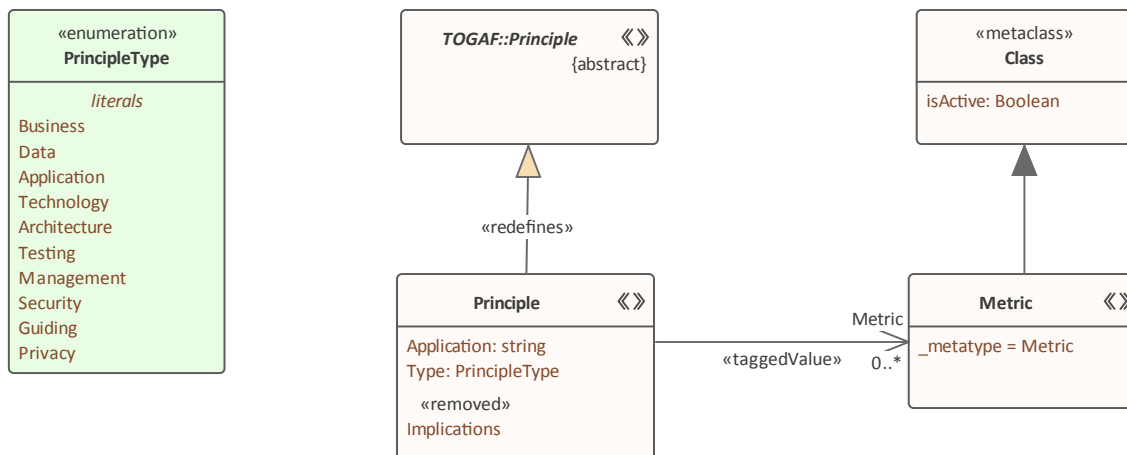 «enumeration»
PrincipleType
literals
Business
Data
Application
Technology
Architecture
Testing
Management
Security
Guiding
Privacy
TOGAF::Principle
{abstract}
«metaclass»
Class
isActive: Boolean
«redefines»
Principle
Application: string
Type: PrincipleType
«removed»
Implications
Metric
«taggedValue»
0..*
Metric
_metatype = Metric